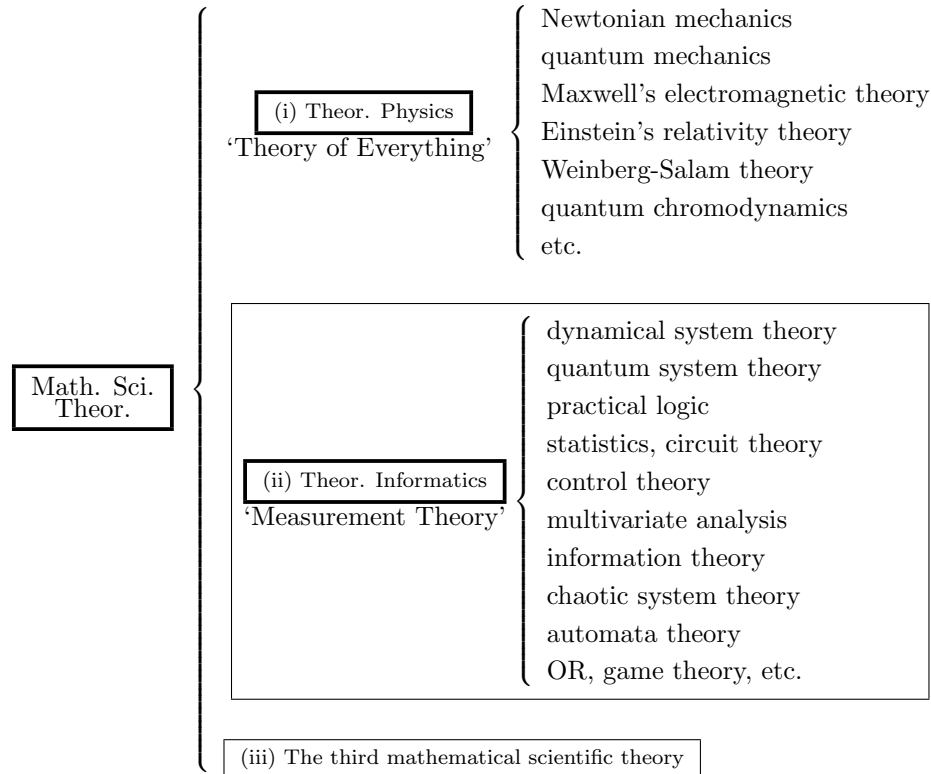 Newtonian mechanics
quantum mechanics
Maxwell's electromagnetic theory
Einstein's relativity theory
Weinberg-Salam theory
quantum chromodynamics
etc.
(i) Theor. Physics
‘Theory of Everything’
Math. Sci.
Theor.
dynamical system theory
quantum system theory
practical logic
statistics, circuit theory
control theory
multivariate analysis
information theory
chaotic system theory
automata theory
OR, game theory, etc.
(ii) Theor. Informatics
‘Measurement Theory’
(iii) The third mathematical scientific theory